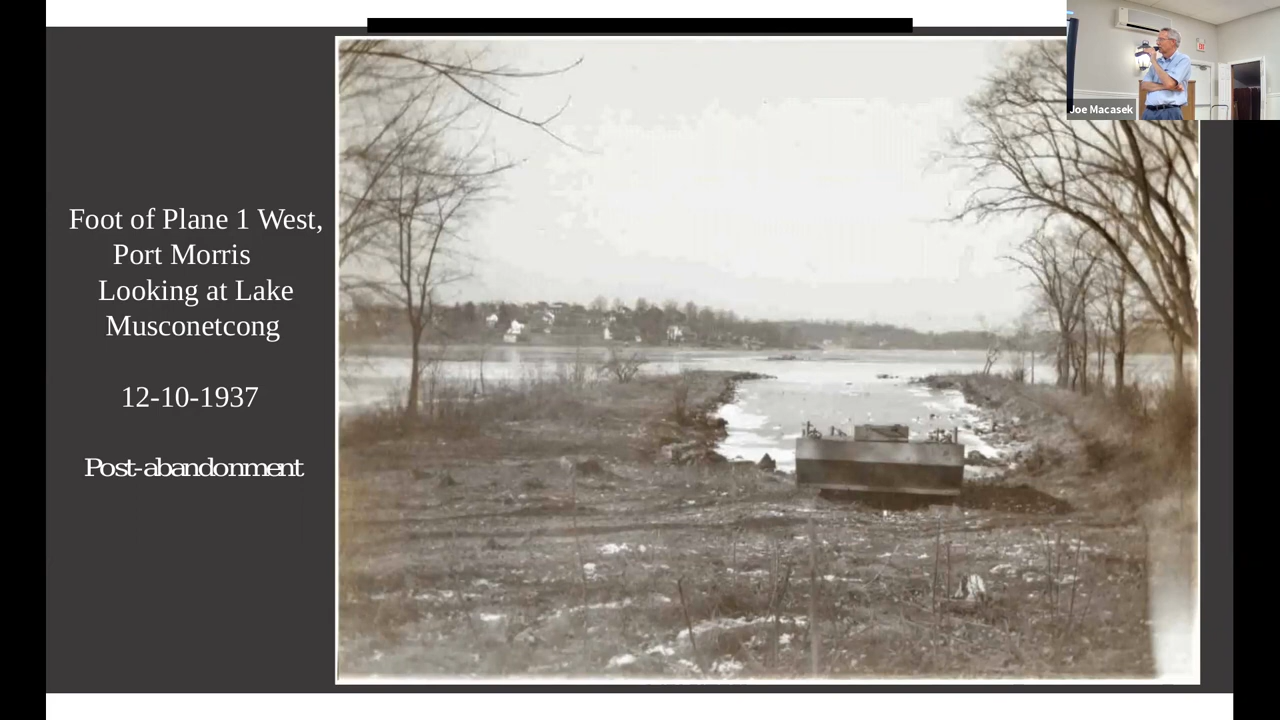 Foot of Plane 1 West,
Port Morris
Looking at Lake
Musconetcong
12-10-1937
Post-abandonment
Joe Macasek